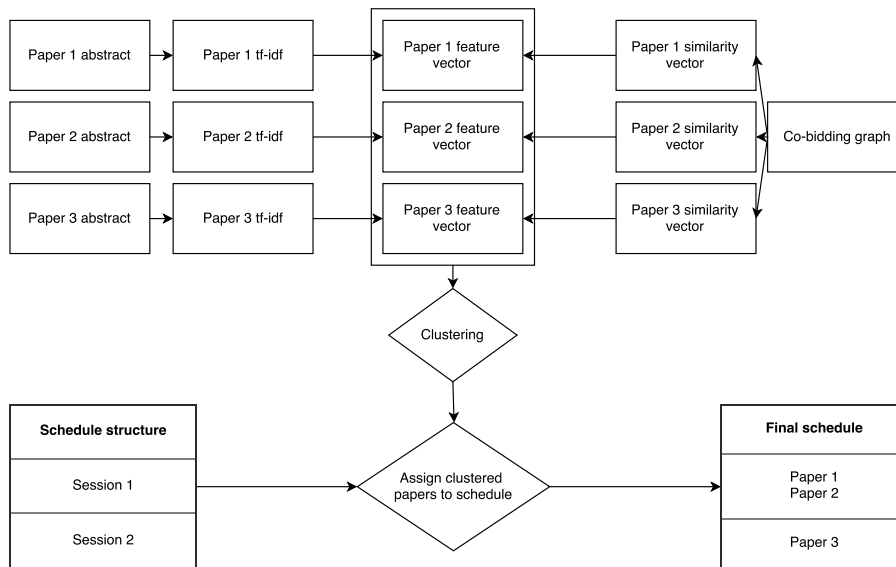 Paper 1 abstract
Paper 1 tf-idf
Paper 1 feature
vector
Paper 1 similarity
vector
Paper 2 abstract
Paper 2 tf-idf
Paper 2 feature
vector
Paper 2 similarity
vector
Co-bidding graph
Paper 3 abstract
Paper 3 tf-idf
Paper 3 feature
vector
Paper 3 similarity
vector
Clustering
Schedule structure
Session 1
Session 2
Assign clustered
papers to schedule
Final schedule
Paper 1
Paper 2
Paper 3